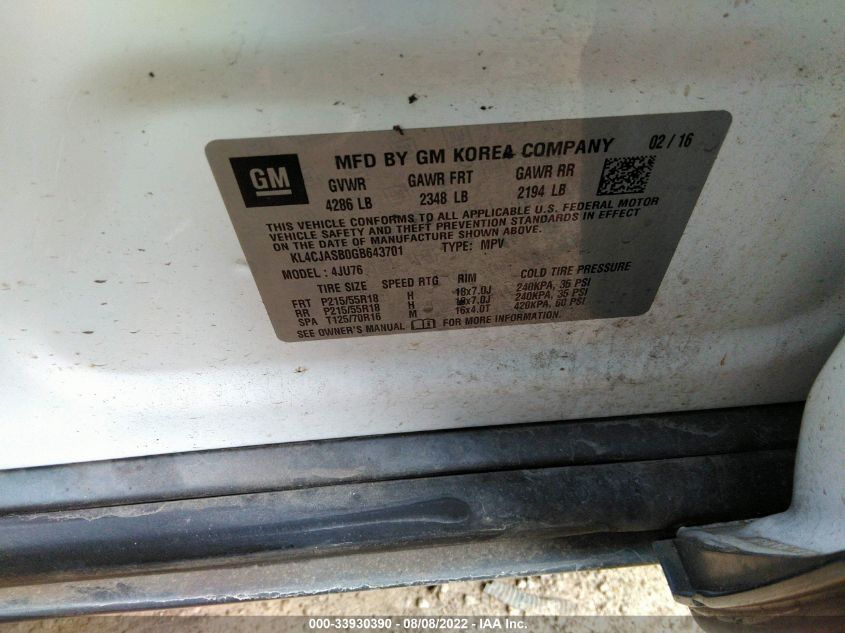 GM
MFD BY GM KOREA COMPANY 02 / 16
GVWR GAWR FRT GAWR RR
4286 LB 2348 LB 2194 LB
THIS VEHICLE CONFORMS TO ALL APPLICABLE U.S. FEDERAL MOTOR
VEHICLE SAFETY AND THEFT PREVENTION STANDARDS IN EFFECT
ON THE DATE OF MANUFACTURE SHOWN ABOVE.
KL4CJASB0GB643701 TYPE: MPV
MODEL : 4JU76
TIRE SIZE SPEED RTG RIM COLD TIRE PRESSURE
FRT P215/55R18 H 18x7.0J 240KPA, 35 PSI
RR P215/55R18 H 18x7.0J 240KPA, 35 PSI
SPA T125/70R16 M 16x4.0T 420KPA, 60 PSI
SEE OWNER'S MANUAL FOR MORE INFORMATION.
000-33930390 - 08/08/2022 - IAA Inc.